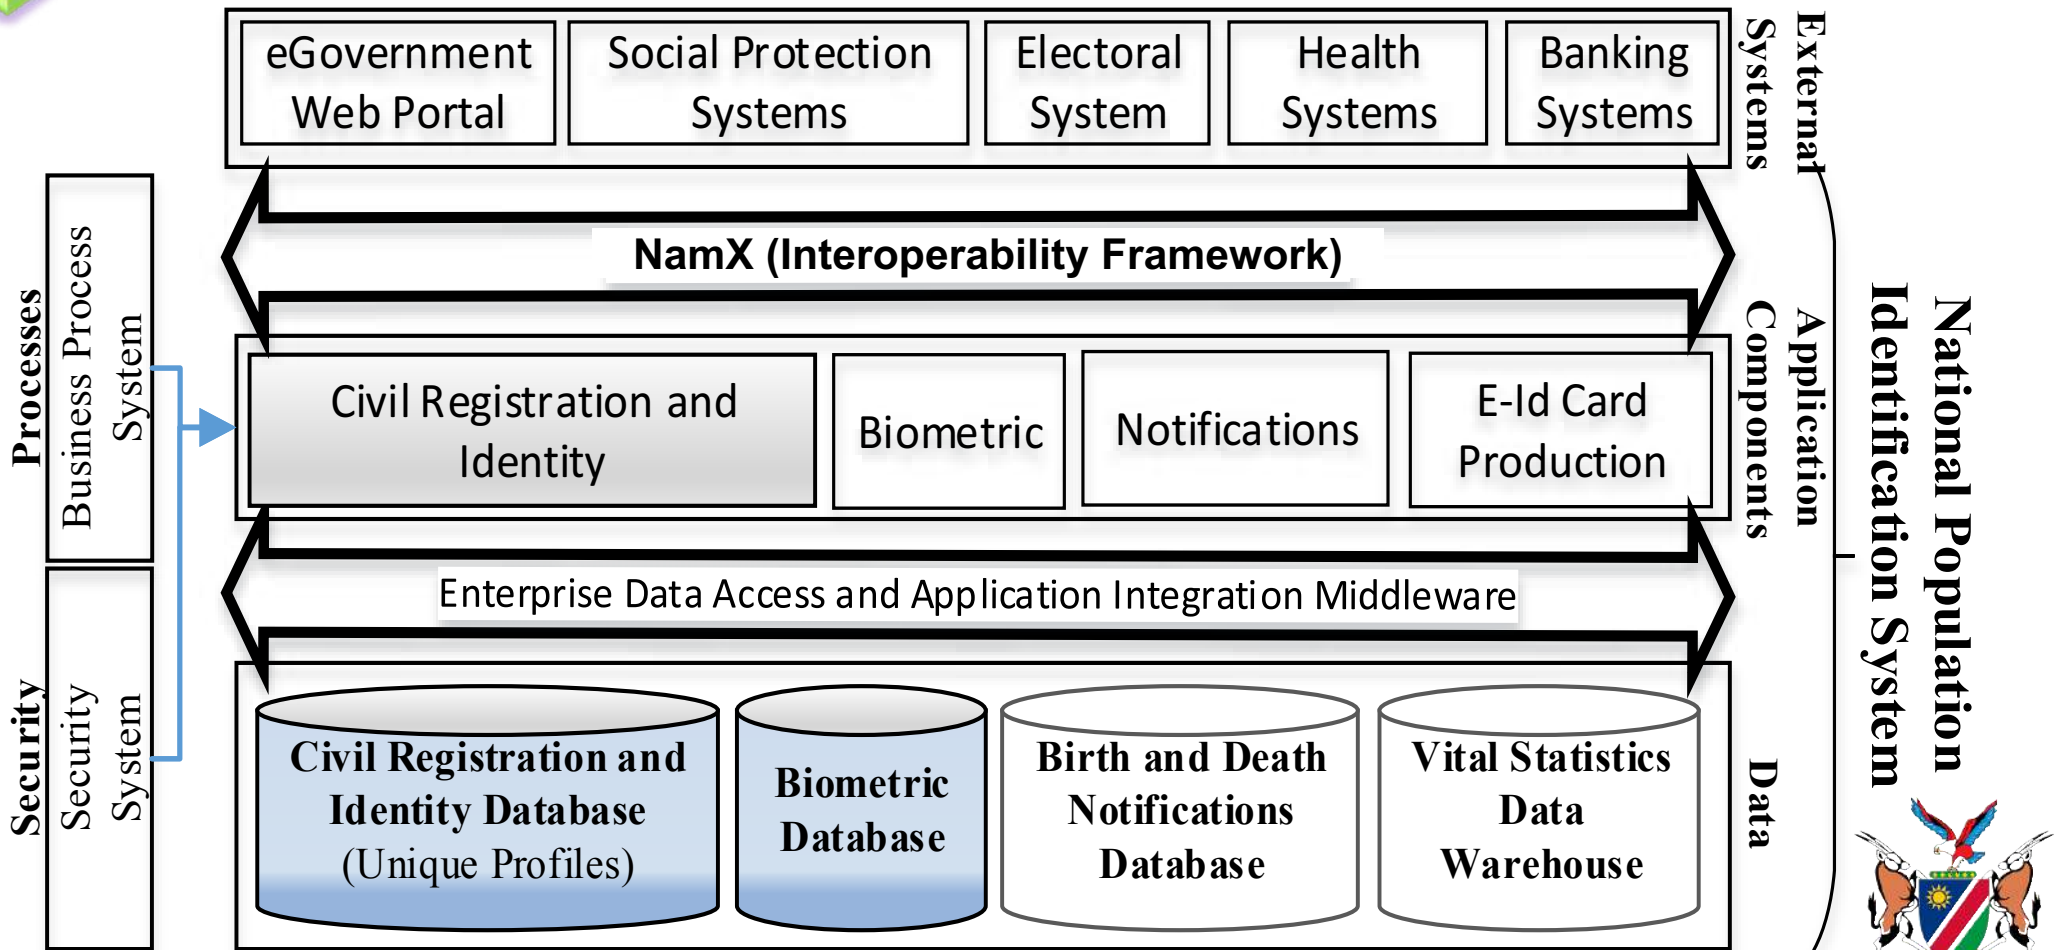 eGovernment
Web Portal
Social Protection
Systems
Electoral
System
Health
Systems
Banking
Systems
External
Systems
NamX (Interoperability Framework)
Processes
Business Process
System
Civil Registration and
Identity
Biometric
Notifications
E-Id Card
Production
Application
Components
Enterprise Data Access and Application Integration Middleware
Security
Security
System
Civil Registration and
Identity Database
(Unique Profiles)
Biometric
Database
Birth and Death
Notifications
Database
Vital Statistics
Data
Warehouse
Data
National Population
Identification System